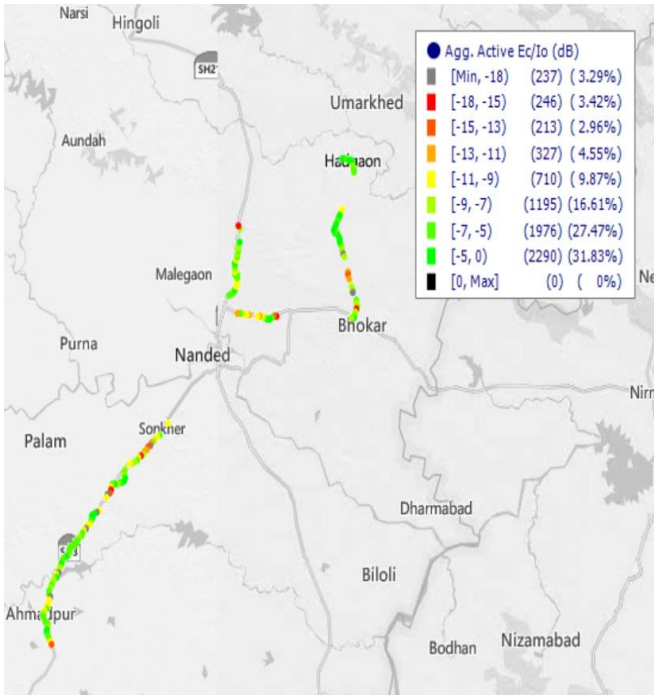 Narsi
Hingoli
SH2
Umarkhed
Aundah
Hadgaon
Malegaon
Purna
Nanded
Bhokar
Ne
Nirr
Palam
Sonkher
Dharmabad
Biloli
Ahmadpur
Bodhan
Nizamabad
Agg. Active Ec/Io (dB)
[Min, -18) (237) ( 3.29%)
[-18, -15) (246) ( 3.42%)
[-15, -13) (213) ( 2.96%)
[-13, -11) (327) ( 4.55%)
[-11, -9) (710) ( 9.87%)
[-9, -7) (1195) (16.61%)
[-7, -5) (1976) (27.47%)
[-5, 0) (2290) (31.83%)
[0, Max] (0) ( 0%)